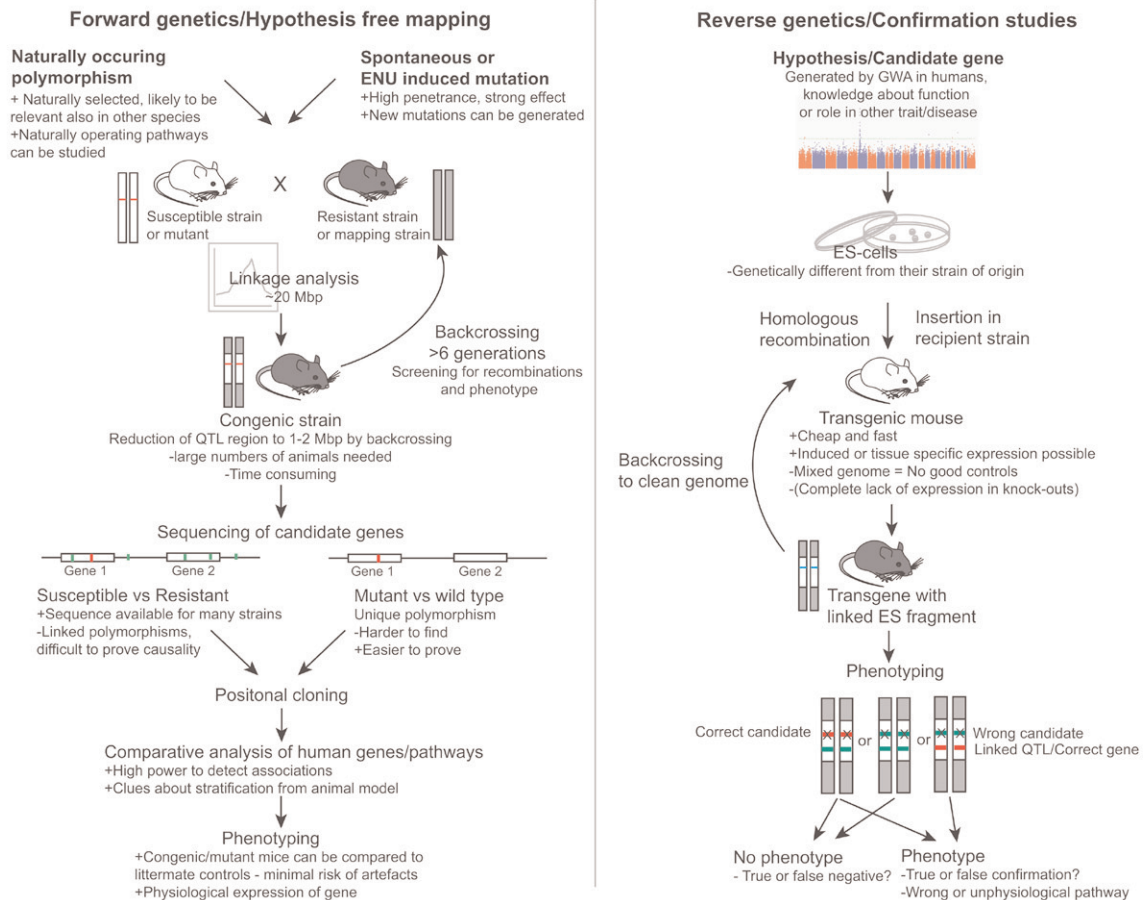 Forward genetics/Hypothesis free mapping
Naturally occuring
polymorphism
+ Naturally selected, likely to be
relevant also in other species
+Naturally operating pathways
can be studied
Spontaneous or
ENU induced mutation
+High penetrance, strong effect
+New mutations can be generated
X
Susceptible strain
or mutant
Resistant strain
or mapping strain
Linkage analysis
~20 Mbp
Backcrossing
>6 generations
Screening for recombinations
and phenotype
Congenic strain
Reduction of QTL region to 1-2 Mbp by backcrossing
-large numbers of animals needed
-Time consuming
Sequencing of candidate genes
Gene 1
Gene 2
Gene 1
Gene 2
Susceptible vs Resistant
+Sequence available for many strains
-Linked polymorphisms,
difficult to prove causality
Mutant vs wild type
Unique polymorphism
-Harder to find
+Easier to prove
Positonal cloning
Comparative analysis of human genes/pathways
+High power to detect associations
+Clues about stratification from animal model
Phenotyping
+Congenic/mutant mice can be compared to
littermate controls - minimal risk of artefacts
+Physiological expression of gene
Reverse genetics/Confirmation studies
Hypothesis/Candidate gene
Generated by GWA in humans,
knowledge about function
or role in other trait/disease
ES-cells
-Genetically different from their strain of origin
Homologous
recombination
Insertion in
recipient strain
Transgenic mouse
+Cheap and fast
+Induced or tissue specific expression possible
-Mixed genome = No good controls
-(Complete lack of expression in knock-outs)
Backcrossing
to clean genome
Transgene with
linked ES fragment
Phenotyping
Correct candidate
or
or
Wrong candidate
Linked QTL/Correct gene
No phenotype
- True or false negative?
Phenotype
-True or false confirmation?
-Wrong or unphysiological pathway